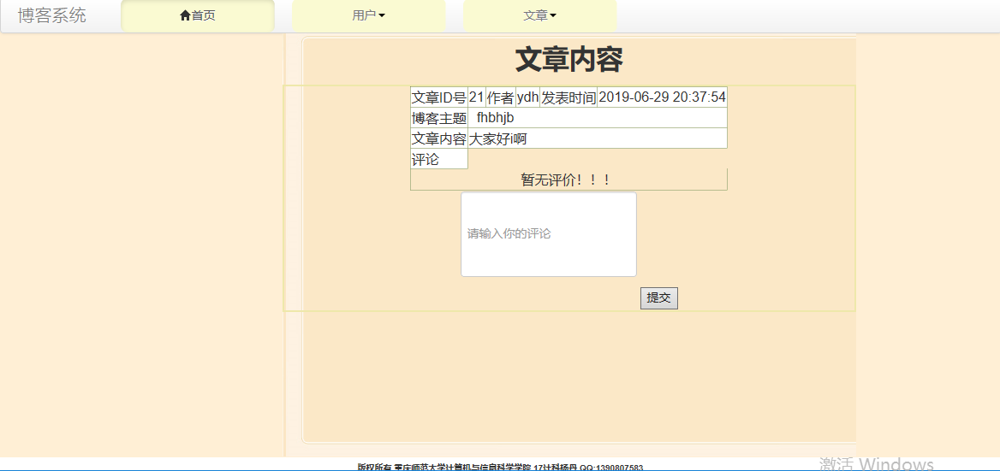 博客系统 首页 用户 文章
文章内容
文章ID号 21 作者 ydh 发表时间 2019-06-29 20:37:54
博客主题 fhbhjb
文章内容 大家好i啊
评论
暂无评价！！！
请输入你的评论
提交
版权所有 重庆师范大学计算机与信息科学学院 17计科杨丹 QQ:1390807583
激活 Windows